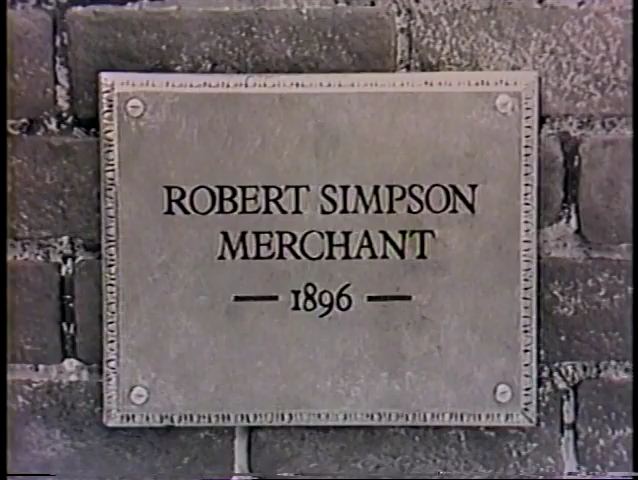 ROBERT SIMPSON
MERCHANT
— 1896 —